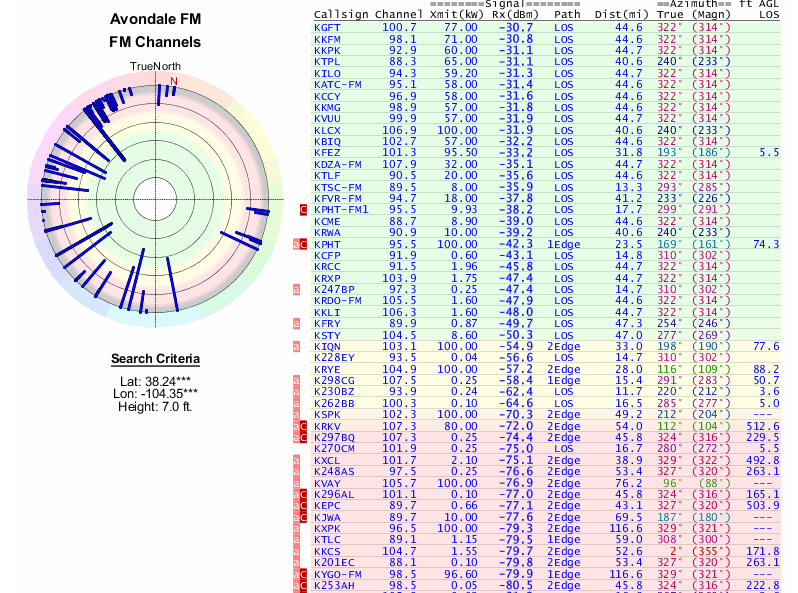 Avondale FM
FM Channels
TrueNorth
N
Search Criteria
Lat: 38.24***
Lon: -104.35***
Height: 7.0 ft.
========Signal======== ==Azimuth== ft AGL
Callsign Channel Xmit(kW) Rx(dBm) Path Dist(mi) True (Magn) LOS
KGFT 100.7 77.00 -30.7 LOS 44.6 322° (314°)
KKFM 98.1 71.00 -30.8 LOS 44.6 322° (314°)
KKPK 92.9 60.00 -31.1 LOS 44.6 322° (314°)
KTPL 88.3 65.00 -31.1 LOS 40.6 240° (233°)
KILO 94.3 59.20 -31.3 LOS 44.7 322° (314°)
KATC-FM 95.1 58.00 -31.4 LOS 44.6 322° (314°)
KCCY 96.9 58.00 -31.6 LOS 44.6 322° (314°)
KKMG 98.9 57.00 -31.8 LOS 44.6 322° (314°)
KVUU 99.9 57.00 -31.9 LOS 44.7 322° (314°)
KLCX 106.9 100.00 -31.9 LOS 40.6 240° (233°)
KBIQ 102.7 57.00 -32.2 LOS 44.6 322° (314°)
KFEZ 101.3 95.50 -33.2 LOS 31.8 193° (186°) 5.5
KDZA-FM 107.9 32.00 -35.1 LOS 44.7 322° (314°)
KTLF 90.5 20.00 -35.6 LOS 44.6 322° (314°)
KTSC-FM 89.5 8.00 -35.9 LOS 13.3 293° (285°)
KFVR-FM 94.7 18.00 -37.8 LOS 41.2 233° (226°)
C KPHT-FM1 95.5 9.93 -38.2 LOS 17.7 299° (291°)
KCME 88.7 8.90 -39.0 LOS 44.6 322° (314°)
KRWA 90.9 10.00 -39.2 LOS 40.6 240° (233°)
aC KPHT 95.5 100.00 -42.3 1Edge 23.5 169° (161°) 74.3
KCFP 91.9 0.60 -43.1 LOS 14.8 310° (302°)
KRCC 91.5 1.96 -45.8 LOS 44.7 322° (314°)
KRXP 103.9 1.75 -47.4 LOS 44.7 322° (314°)
a K247BP 97.3 0.25 -47.4 LOS 14.7 310° (302°)
KRDO-FM 105.5 1.60 -47.9 LOS 44.6 322° (314°)
KKLI 106.3 1.60 -48.0 LOS 44.6 322° (314°)
a KFRY 89.9 0.87 -49.7 LOS 47.3 254° (246°)
KSTY 104.5 8.60 -50.3 LOS 47.0 277° (269°)
a KIQN 103.1 100.00 -54.9 2Edge 33.0 198° (190°) 77.6
K228EY 93.5 0.04 -56.6 LOS 14.7 310° (302°)
KRYE 104.9 100.00 -57.2 2Edge 28.0 116° (109°) 88.2
a K298CG 107.5 0.25 -58.4 1Edge 15.4 291° (283°) 50.7
a K230BZ 93.9 0.24 -62.4 LOS 11.7 220° (212°) 3.6
a K262BB 100.3 0.10 -64.6 LOS 16.5 285° (277°) 5.0
a KSPK 102.3 100.00 -70.3 2Edge 49.2 212° (204°) ---
aC KRKV 107.3 80.00 -72.0 2Edge 54.0 112° (104°) 512.6
aC K297BQ 107.3 0.25 -74.4 2Edge 45.8 324° (316°) 229.5
K270CM 101.9 0.25 -75.0 LOS 16.7 280° (272°) 5.5
a KXCL 101.7 2.10 -75.1 2Edge 38.9 329° (322°) 492.8
a K248AS 97.5 0.25 -76.6 2Edge 53.4 327° (320°) 263.1
a KVAY 105.7 100.00 -76.9 2Edge 76.2 96° (88°) ---
aC K296AL 101.1 0.10 -77.0 2Edge 45.8 324° (316°) 165.1
aC KEPC 89.7 0.66 -77.1 2Edge 43.1 327° (320°) 503.9
aC KJWA 89.7 10.00 -77.6 2Edge 69.5 187° (180°) ---
a KXPK 96.5 100.00 -79.3 2Edge 116.6 329° (321°) ---
a KTLC 89.1 1.15 -79.5 1Edge 59.0 308° (300°) ---
a KKCS 104.7 1.55 -79.7 2Edge 52.6 2° (355°) 171.8
a K201EC 88.1 0.10 -79.8 2Edge 53.4 327° (320°) 263.1
aC KYGO-FM 98.5 96.60 -79.9 1Edge 116.6 329° (321°) ---
aC K253AH 98.5 0.05 -80.5 2Edge 45.8 324° (316°) 222.8